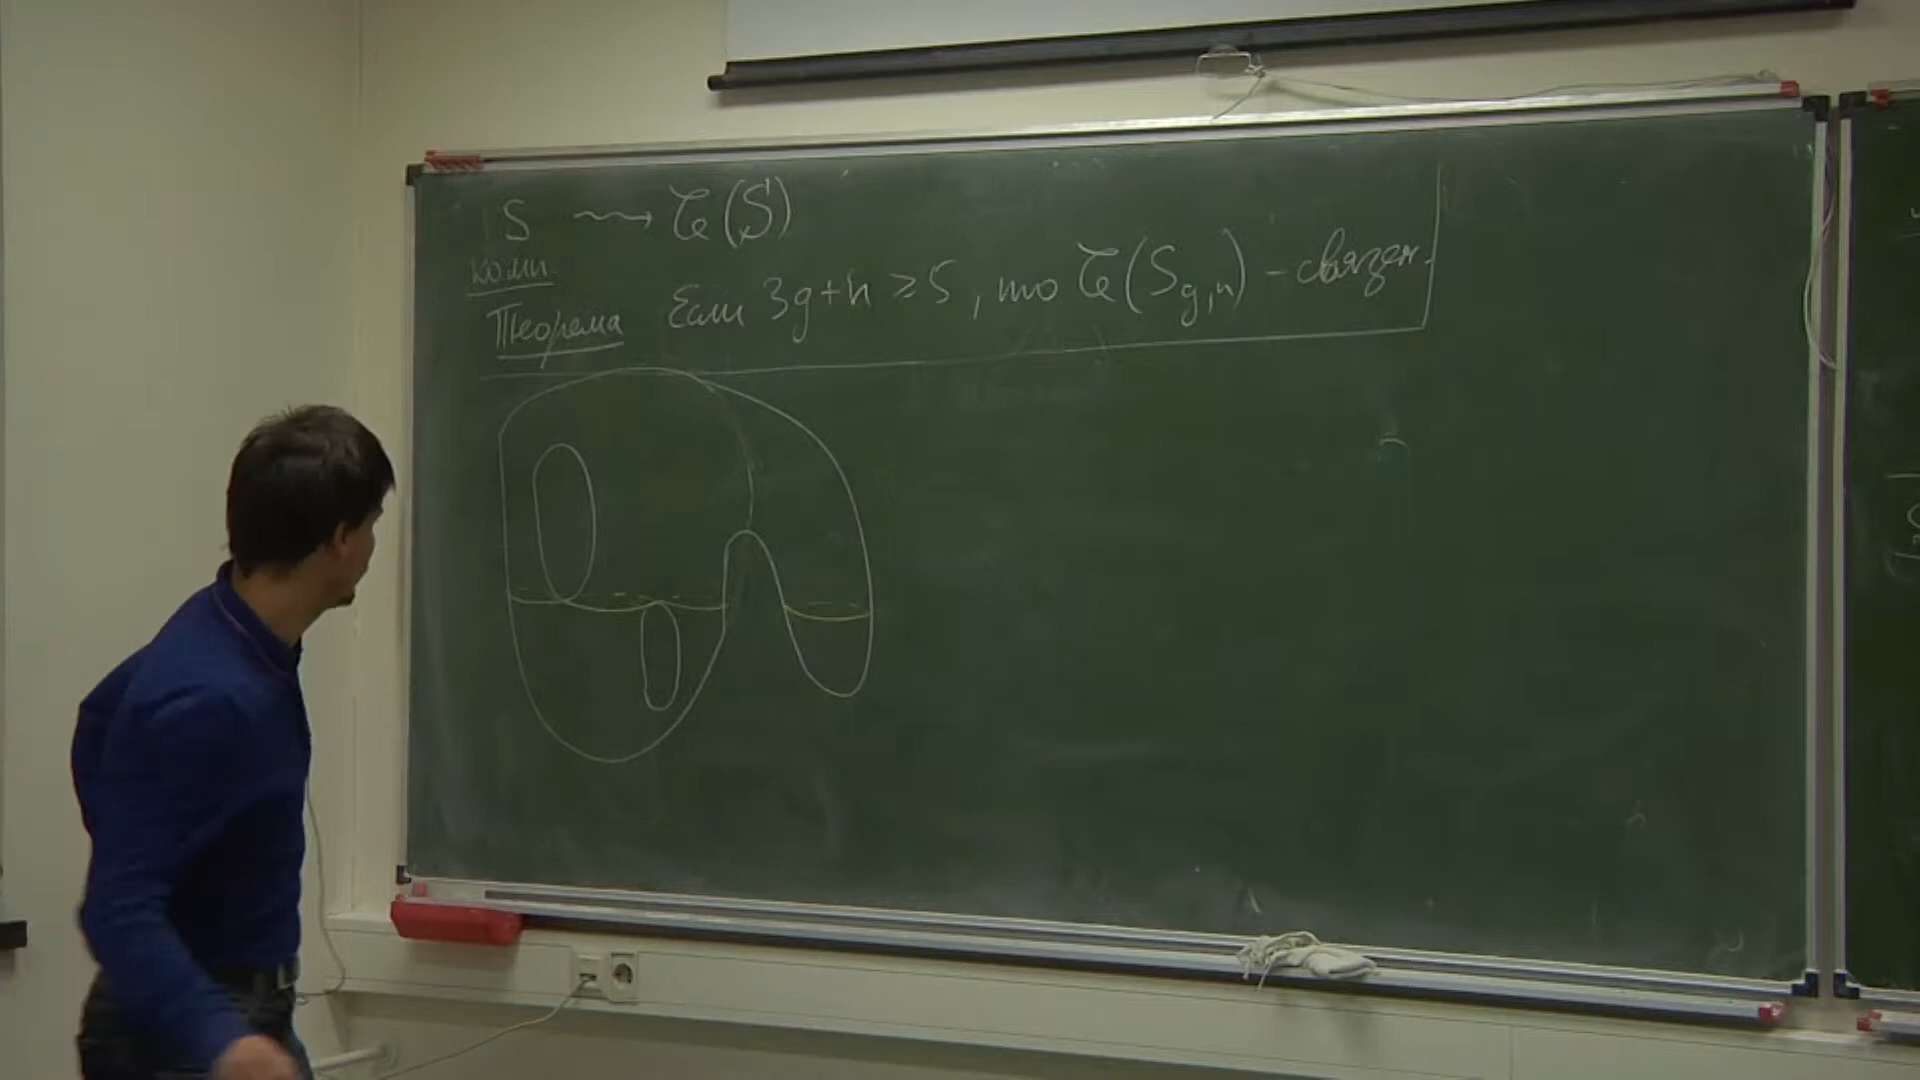 S ⇝ 𝒞(S)
комп.
Теорема Если 3g+n ≥ 5, то 𝒞(S_{g,n}) – связен.